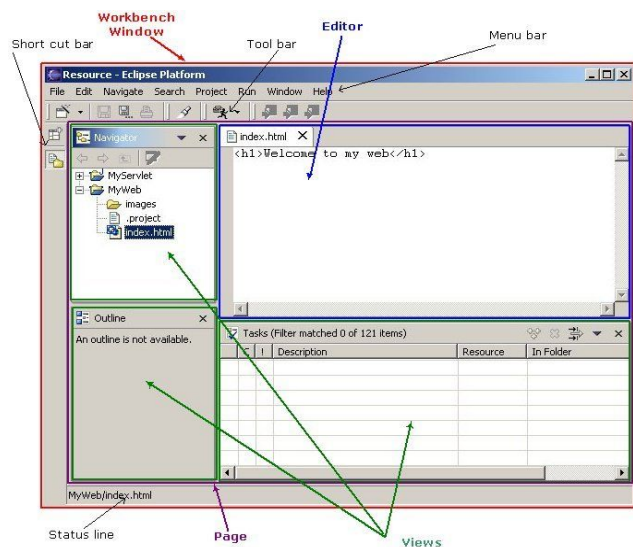 Workbench
Window
Editor
Short cut bar
Tool bar
Menu bar
Resource - Eclipse Platform
File Edit Navigate Search Project Run Window Help
Navigator
index.html
<h1>Welcome to my web</h1>
MyServlet
MyWeb
images
.project
index.html
Outline
An outline is not available.
Tasks (Filter matched 0 of 121 items)
! Description Resource In Folder
MyWeb/index.html
Status line
Page
Views